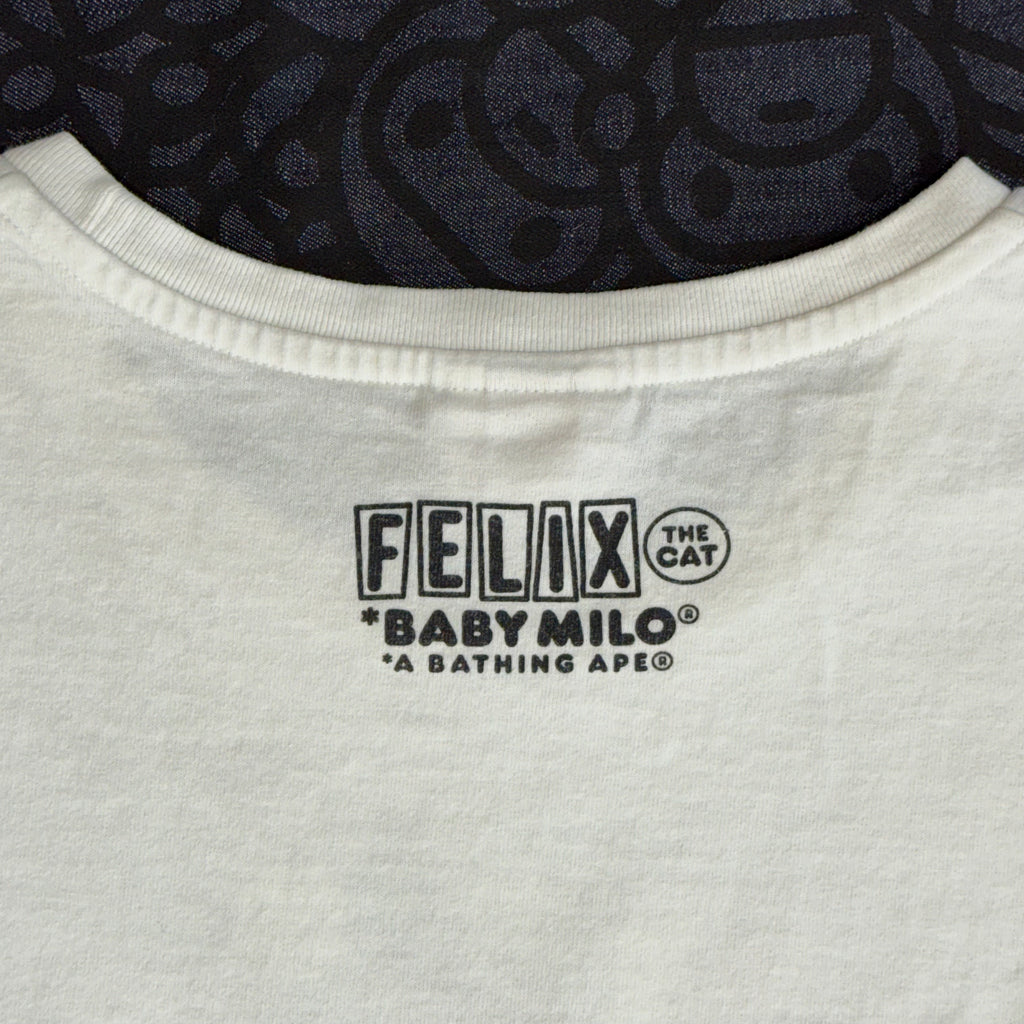 FELIX THE CAT
*BABY MILO®
*A BATHING APE®